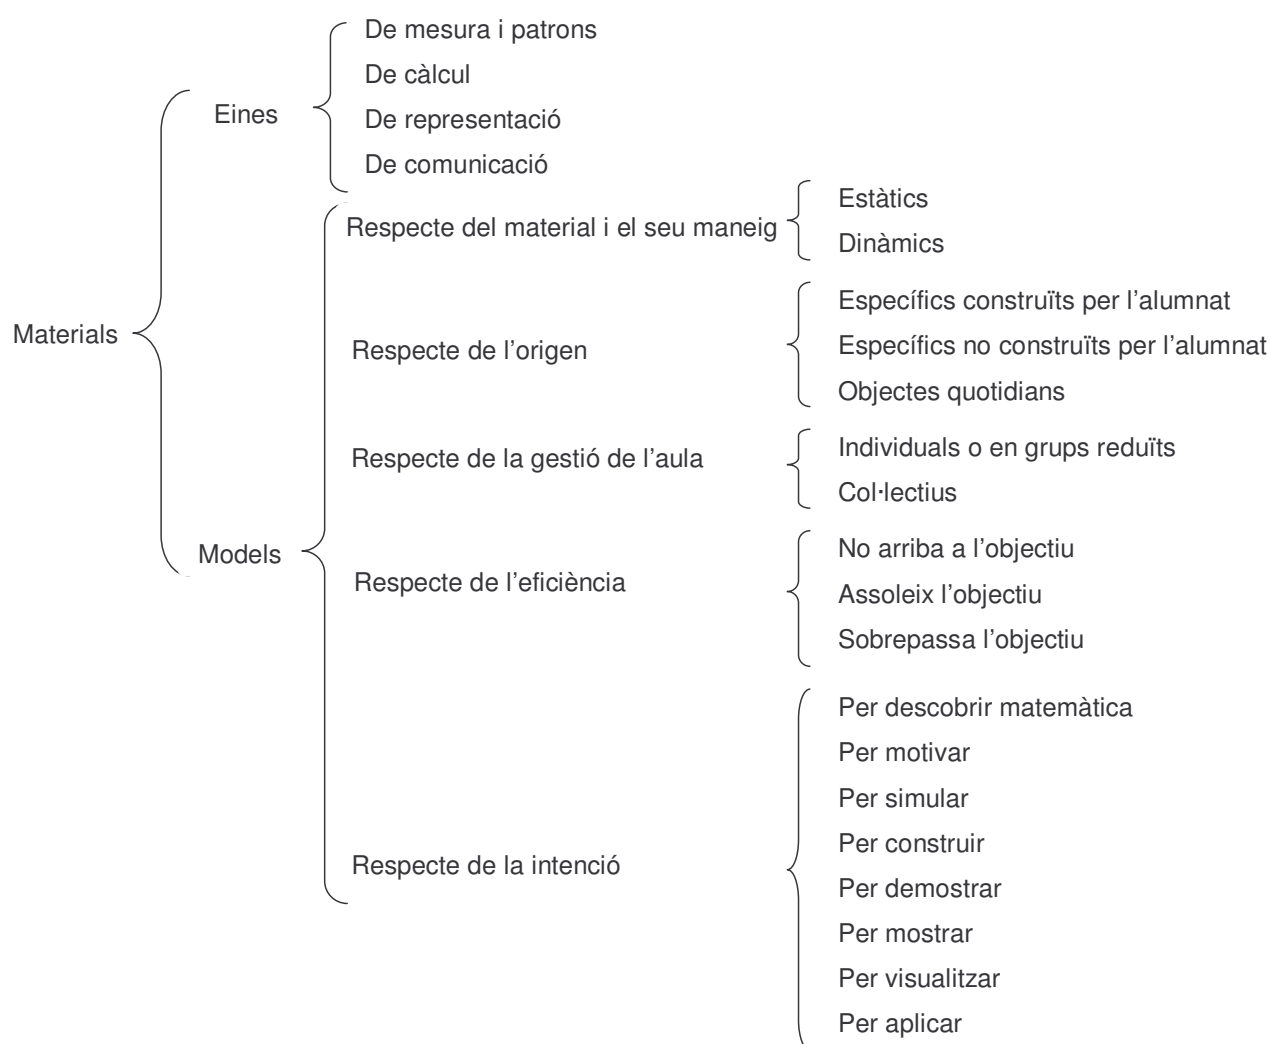 Materials
Eines
De mesura i patrons
De càlcul
De representació
De comunicació
Models
Respecte del material i el seu maneig
Estàtics
Dinàmics
Respecte de l’origen
Específics construïts per l’alumnat
Específics no construïts per l’alumnat
Objectes quotidians
Respecte de la gestió de l’aula
Individuals o en grups reduïts
Col·lectius
Respecte de l’eficiència
No arriba a l’objectiu
Assoleix l’objectiu
Sobrepassa l’objectiu
Respecte de la intenció
Per descobrir matemàtica
Per motivar
Per simular
Per construir
Per demostrar
Per mostrar
Per visualitzar
Per aplicar